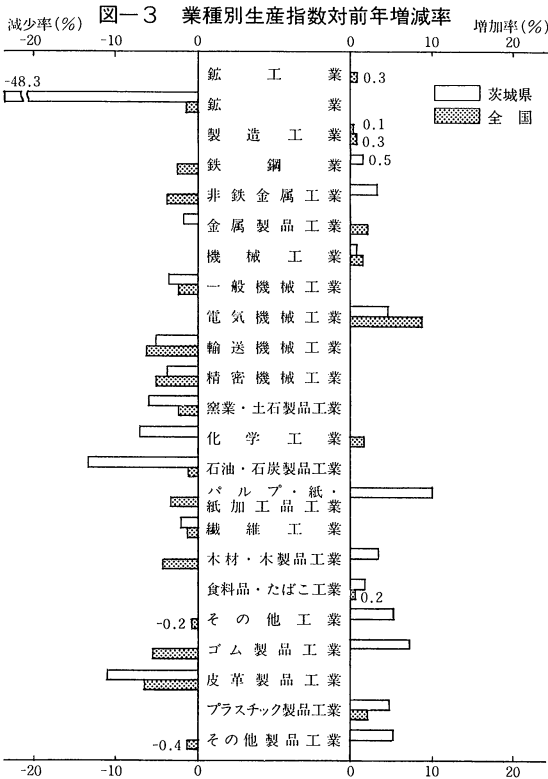 図－3 業種別生産指数対前年増減率
減少率(%) 増加率(%)
-20 -10 0 0 10 20
茨城県
全国
鉱工業 0.3
-48.3 鉱業
製造工業 0.1
0.3
鉄鋼業 0.5
非鉄金属工業
金属製品工業
機械工業
一般機械工業
電気機械工業
輸送機械工業
精密機械工業
窯業・土石製品工業
化学工業
石油・石炭製品工業
パルプ・紙・
紙加工品工業
繊維工業
木材・木製品工業
食料品・たばこ工業 0.2
-0.2 その他工業
ゴム製品工業
皮革製品工業
プラスチック製品工業
-0.4 その他製品工業
-20 -10 0 0 10 20